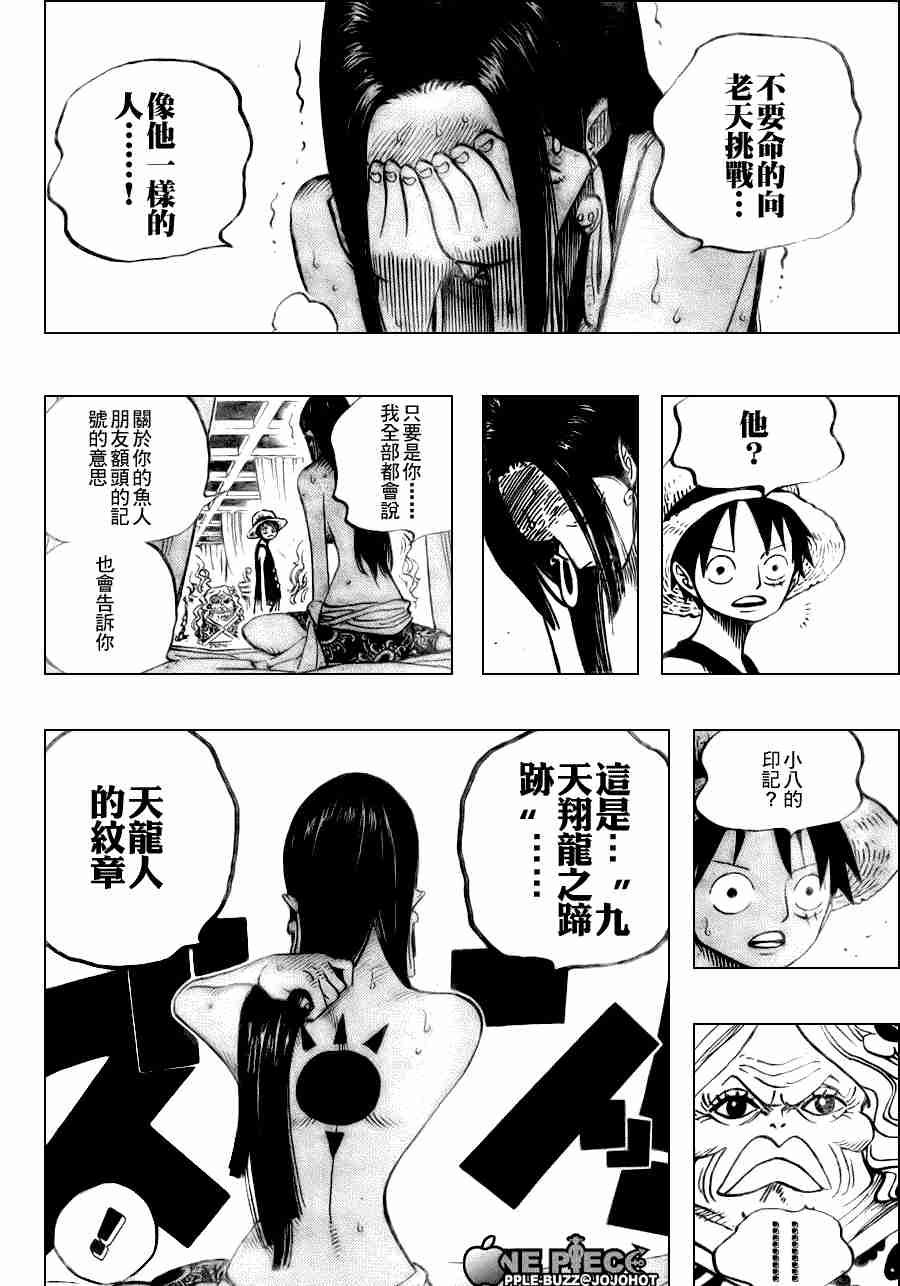 不要命的向
老天挑戰…
像他一樣的
人……！
他？
只要是你……
我全部都會說
關於你的魚人
朋友額頭的記
號的意思
也會告訴你
小八的
印記？
這是…"九
天翔龍之蹄
跡"……
天龍人
的紋章
！
ONE PIECE
PPLE-BUZZ@JOJOHOT